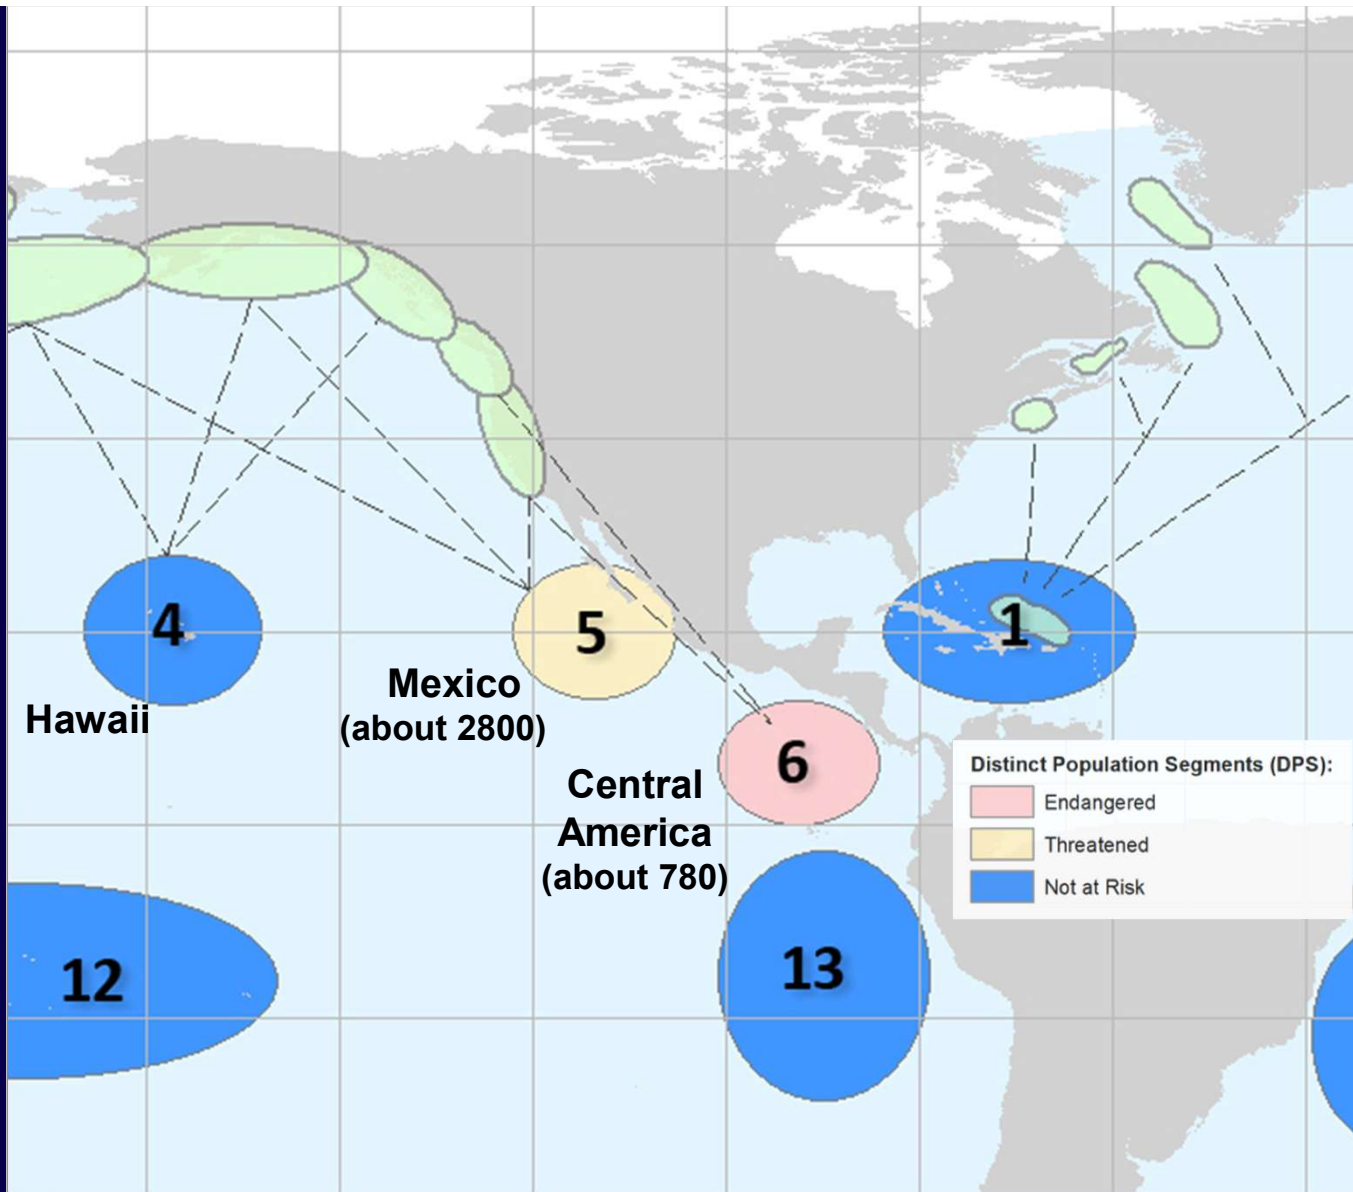 4
5
1
Mexico
(about 2800)
Hawaii
6
Central
America
(about 780)
Distinct Population Segments (DPS):
Endangered
Threatened
Not at Risk
12
13